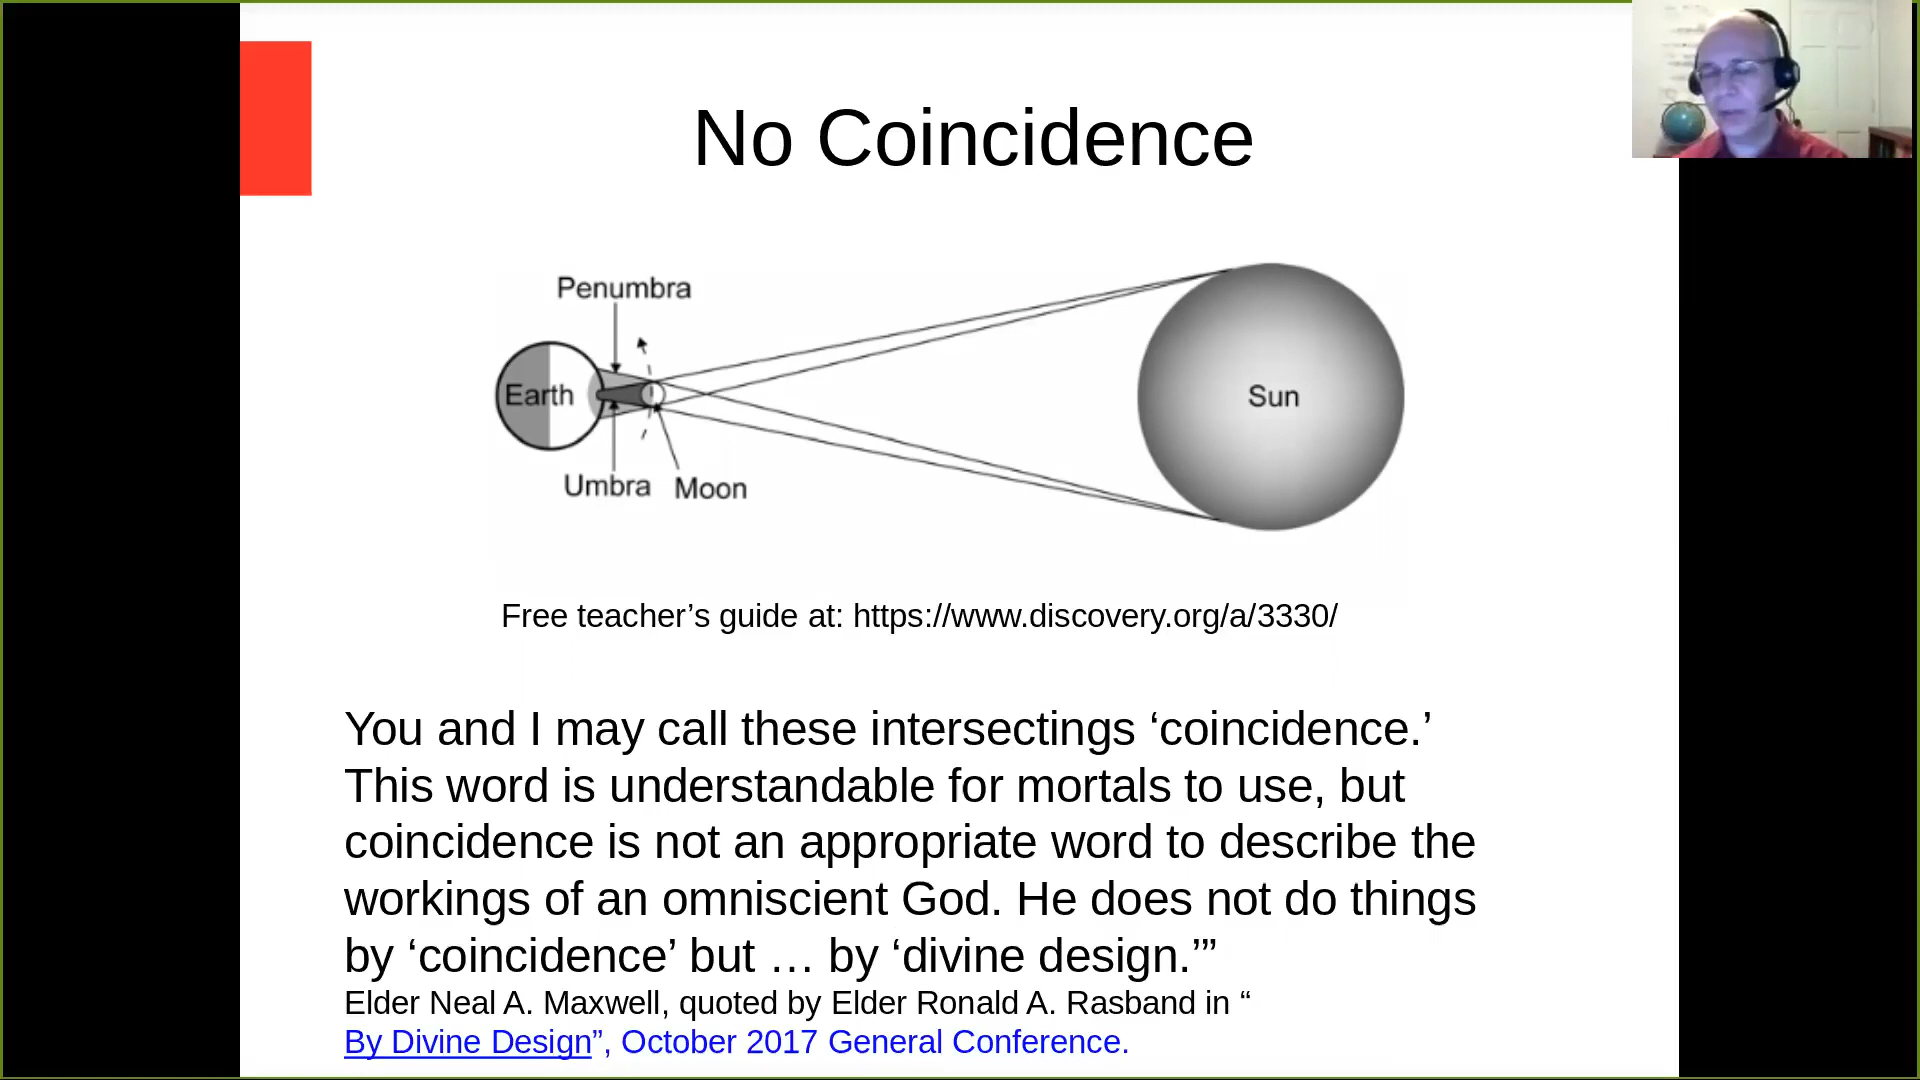 No Coincidence
Penumbra
Earth
Sun
Umbra
Moon
Free teacher’s guide at: https://www.discovery.org/a/3330/
You and I may call these intersectings ‘coincidence.’
This word is understandable for mortals to use, but
coincidence is not an appropriate word to describe the
workings of an omniscient God. He does not do things
by ‘coincidence’ but … by ‘divine design.’”
Elder Neal A. Maxwell, quoted by Elder Ronald A. Rasband in “
By Divine Design”, October 2017 General Conference.